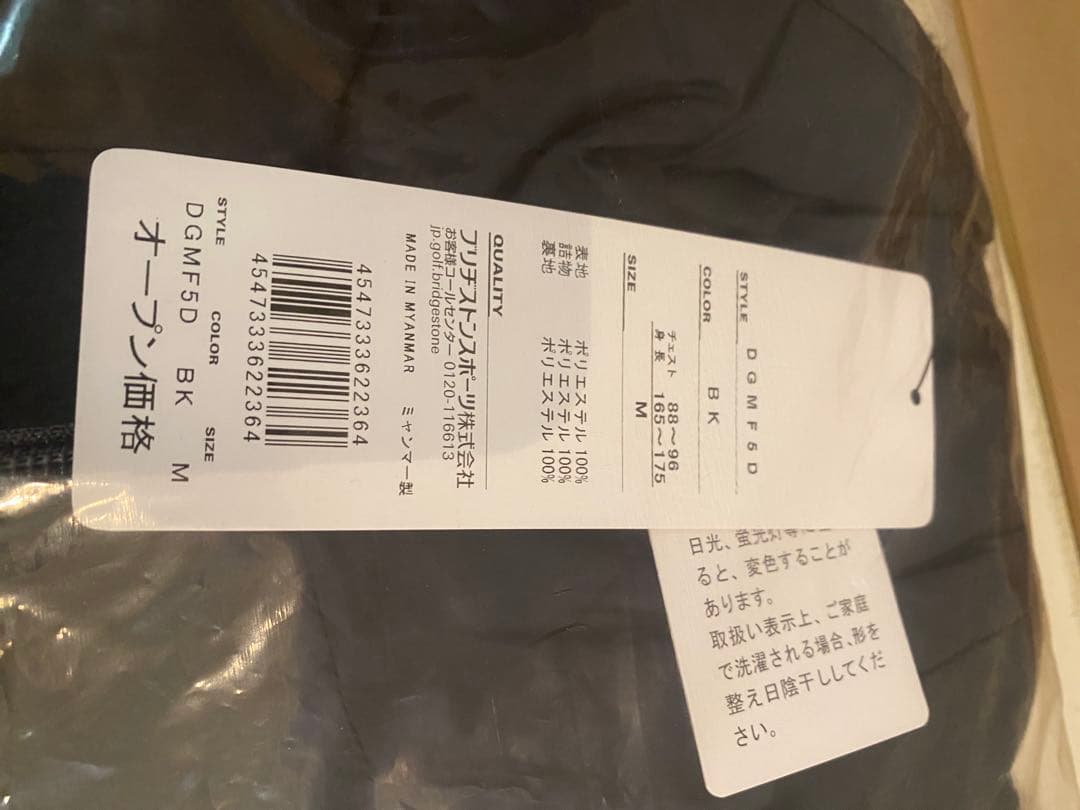 STYLE DGMF5D
COLOR BK
チェスト 88～96
身長 165～175
SIZE M
表地 ポリエステル 100%
詰物 ポリエステル 100%
裏地 ポリエステル 100%
QUALITY
ブリヂストンスポーツ株式会社
お客様コールセンター 0120-116613
jp.golf.bridgestone
MADE IN MYANMAR ミャンマー製
4547333622364
4547333622364
STYLE COLOR SIZE
DGMF5D BK M
オープン価格
日光、蛍光灯等に
ると、変色することが
あります。
取扱い表示上、ご家庭
で洗濯される場合、形を
整え日陰干ししてくだ
さい。